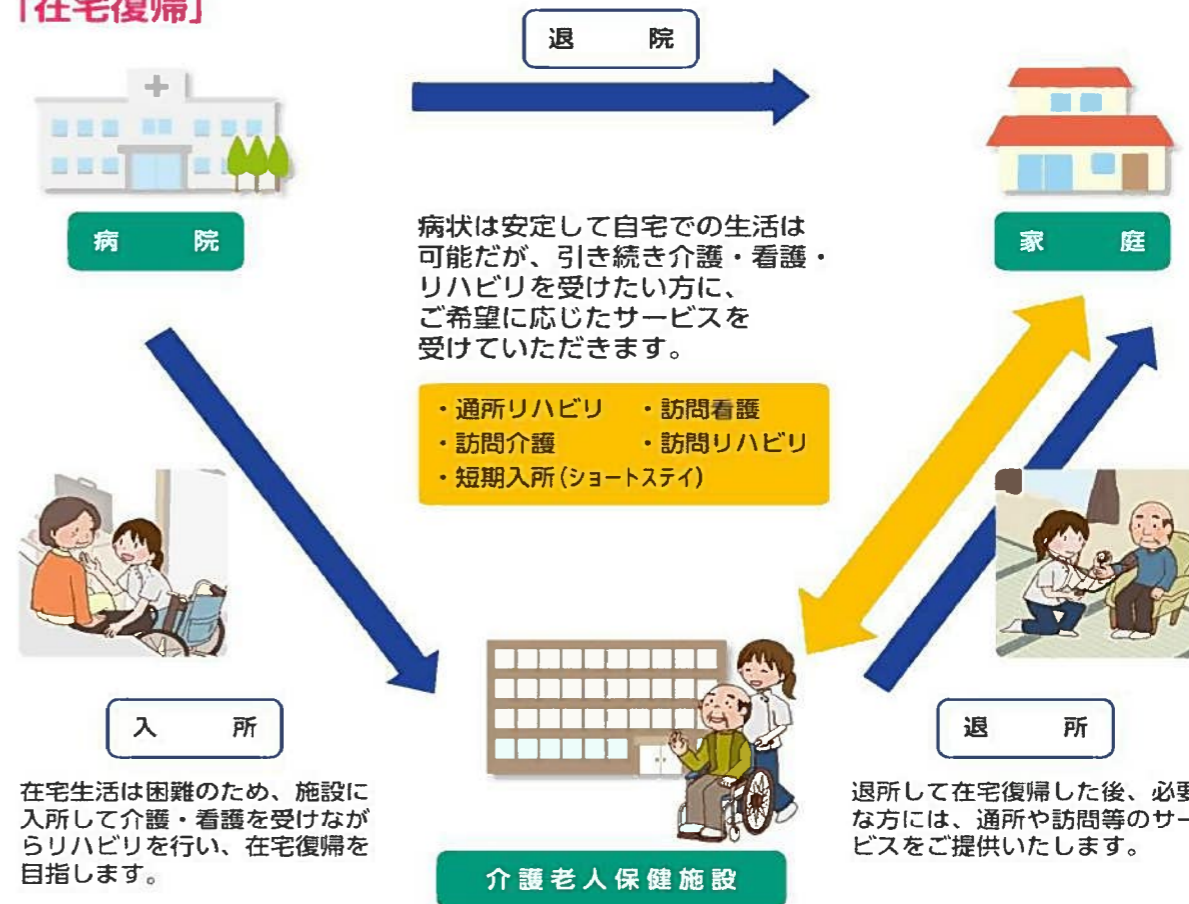 「在宅復帰」
退 院
病 院
家 庭
病状は安定して自宅での生活は
可能だが、引き続き介護・看護・
リハビリを受けたい方に、
ご希望に応じたサービスを
受けていただきます。
・通所リハビリ ・訪問看護
・訪問介護 ・訪問リハビリ
・短期入所(ショートステイ)
入 所
在宅生活は困難のため、施設に
入所して介護・看護を受けなが
らリハビリを行い、在宅復帰を
目指します。
退 所
退所して在宅復帰した後、必要
な方には、通所や訪問等のサー
ビスをご提供いたします。
介護老人保健施設